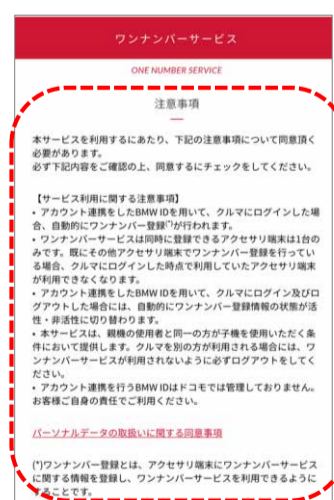 ワンナンバーサービス
ONE NUMBER SERVICE
注意事項
本サービスを利用するにあたり、下記の注意事項について同意頂く
必要があります。
必ず下記内容をご確認の上、同意するにチェックをしてください。
【サービス利用に関する注意事項】
• アカウント連携をしたBMW IDを用いて、クルマにログインした場
合、自動的にワンナンバー登録(*)が行われます。
• ワンナンバーサービスは同時に登録できるアクセサリ端末は1台の
みです。既にその他アクセサリ端末でワンナンバー登録を行ってい
る場合、クルマにログインした時点で利用していたアクセサリ端末
が利用できなくなります。
• アカウント連携をしたBMW IDを用いて、クルマにログイン及びロ
グアウトした場合には、自動的にワンナンバー登録情報の状態が活
性・非活性に切り替わります。
• 本サービスは、親機の使用者と同一の方が子機を使用いただく条
件において提供します。クルマを別の方が利用される場合には、ワ
ンナンバーサービスが利用されないように必ずログアウトをしてく
ださい。
• アカウント連携を行うBMW IDはドコモでは管理しておりません。
お客様ご自身の責任でご利用ください。
パーソナルデータの取扱いに関する同意事項
(*)ワンナンバー登録とは、アクセサリ端末にワンナンバーサービス
に関する情報を登録し、ワンナンバーサービスを利用できるように
することです。